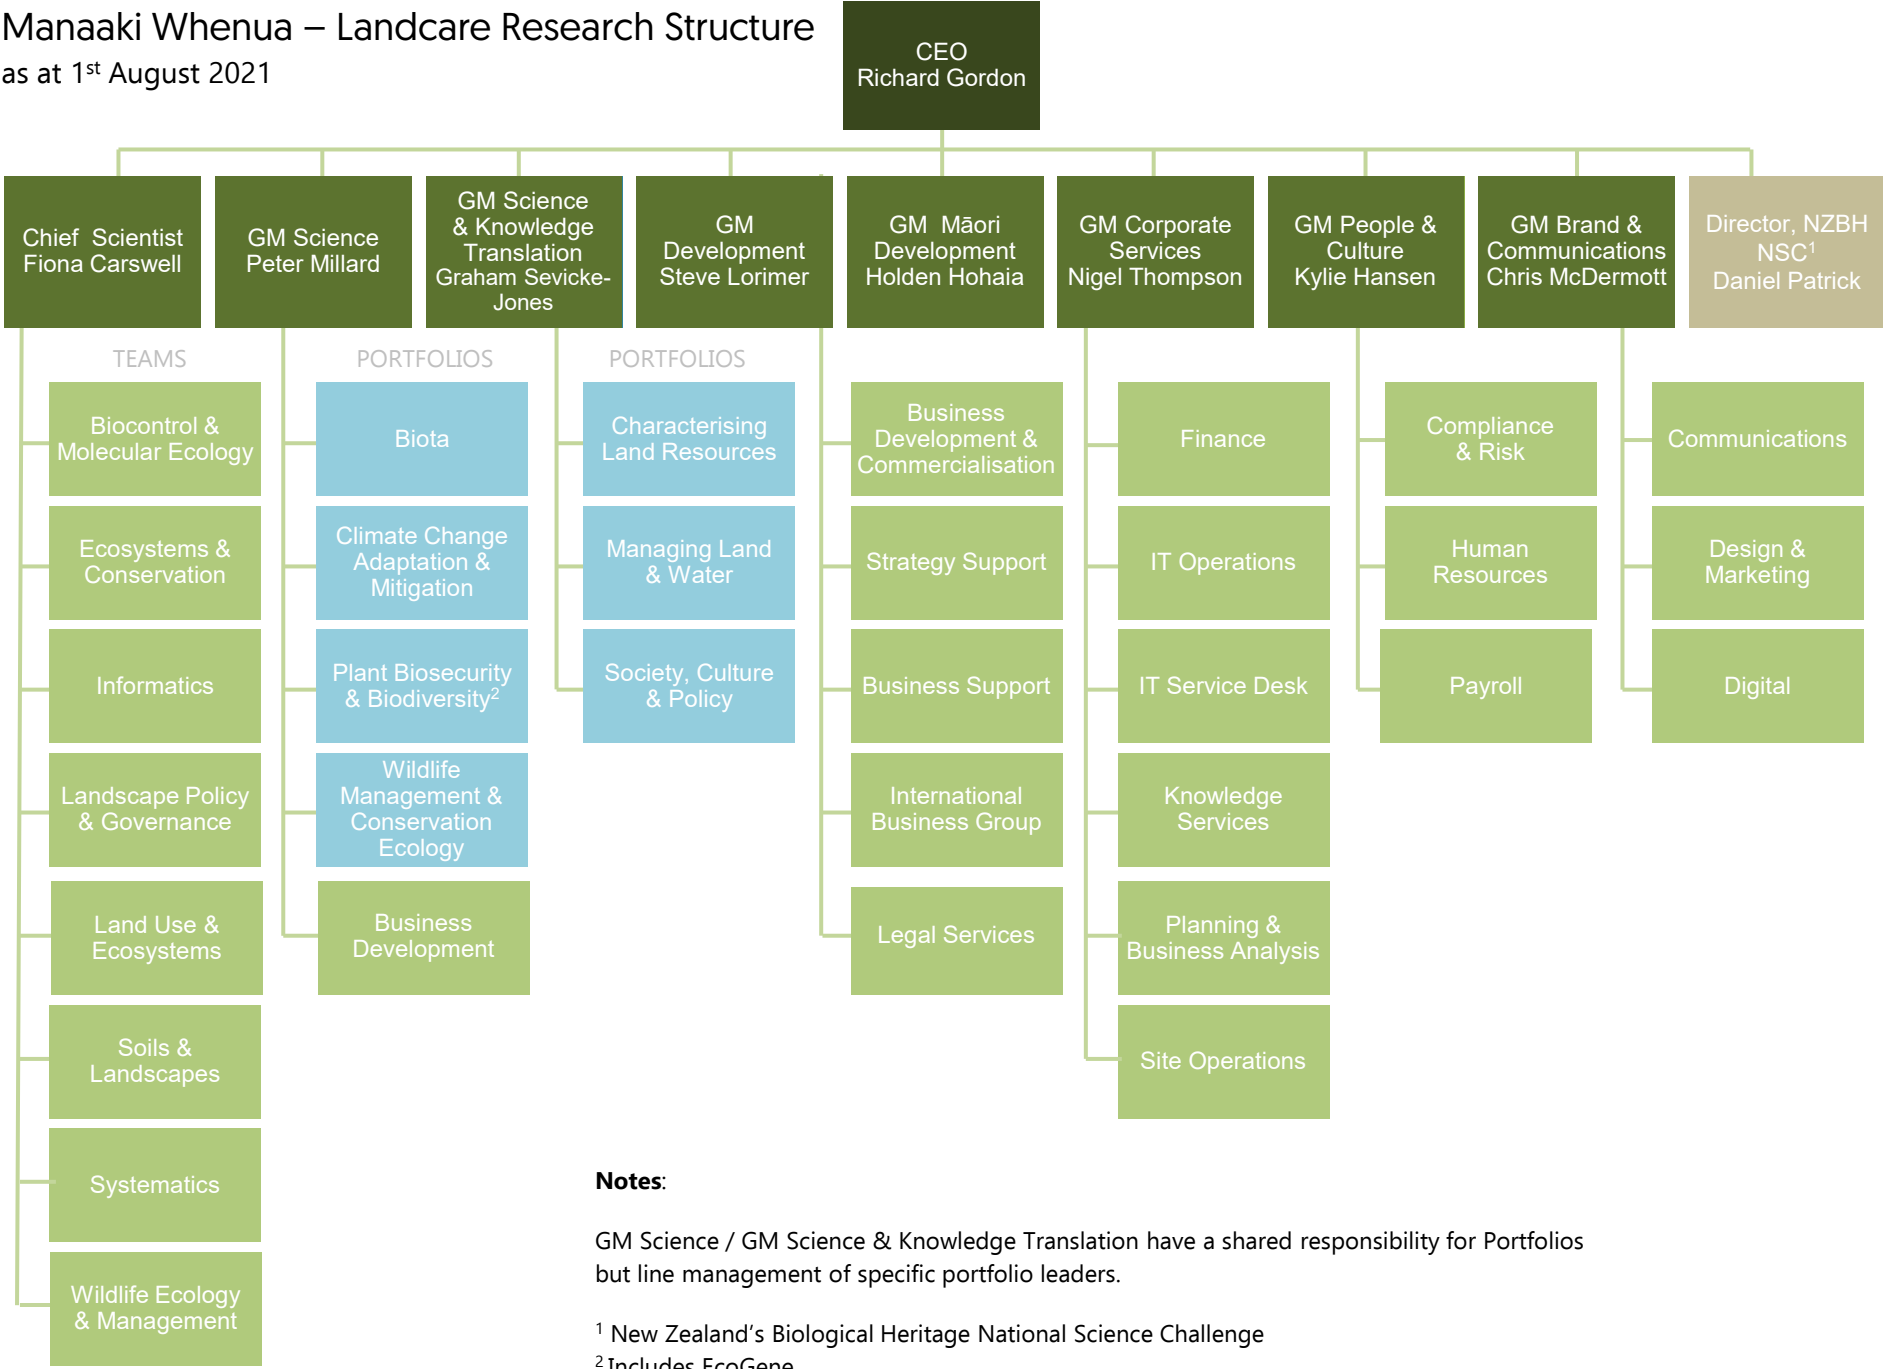 Manaaki Whenua – Landcare Research Structure
as at 1st August 2021
CEO
Richard Gordon
Chief Scientist
Fiona Carswell
GM Science
Peter Millard
GM Science
& Knowledge
Translation
Graham Sevicke-
Jones
GM
Development
Steve Lorimer
GM Māori
Development
Holden Hohaia
GM Corporate
Services
Nigel Thompson
GM People &
Culture
Kylie Hansen
GM Brand &
Communications
Chris McDermott
Director, NZBH
NSC1
Daniel Patrick
TEAMS
Biocontrol &
Molecular Ecology
Ecosystems &
Conservation
Informatics
Landscape Policy
& Governance
Land Use &
Ecosystems
Soils &
Landscapes
Systematics
Wildlife Ecology
& Management
PORTFOLIOS
Biota
Climate Change
Adaptation &
Mitigation
Plant Biosecurity
& Biodiversity2
Wildlife
Management &
Conservation
Ecology
Business
Development
PORTFOLIOS
Characterising
Land Resources
Managing Land
& Water
Society, Culture
& Policy
Business
Development &
Commercialisation
Strategy Support
Business Support
International
Business Group
Legal Services
Finance
IT Operations
IT Service Desk
Knowledge
Services
Planning &
Business Analysis
Site Operations
Compliance
& Risk
Human
Resources
Payroll
Communications
Design &
Marketing
Digital
Notes:
GM Science / GM Science & Knowledge Translation have a shared responsibility for Portfolios
but line management of specific portfolio leaders.
1 New Zealand's Biological Heritage National Science Challenge
2 Includes EcoGene